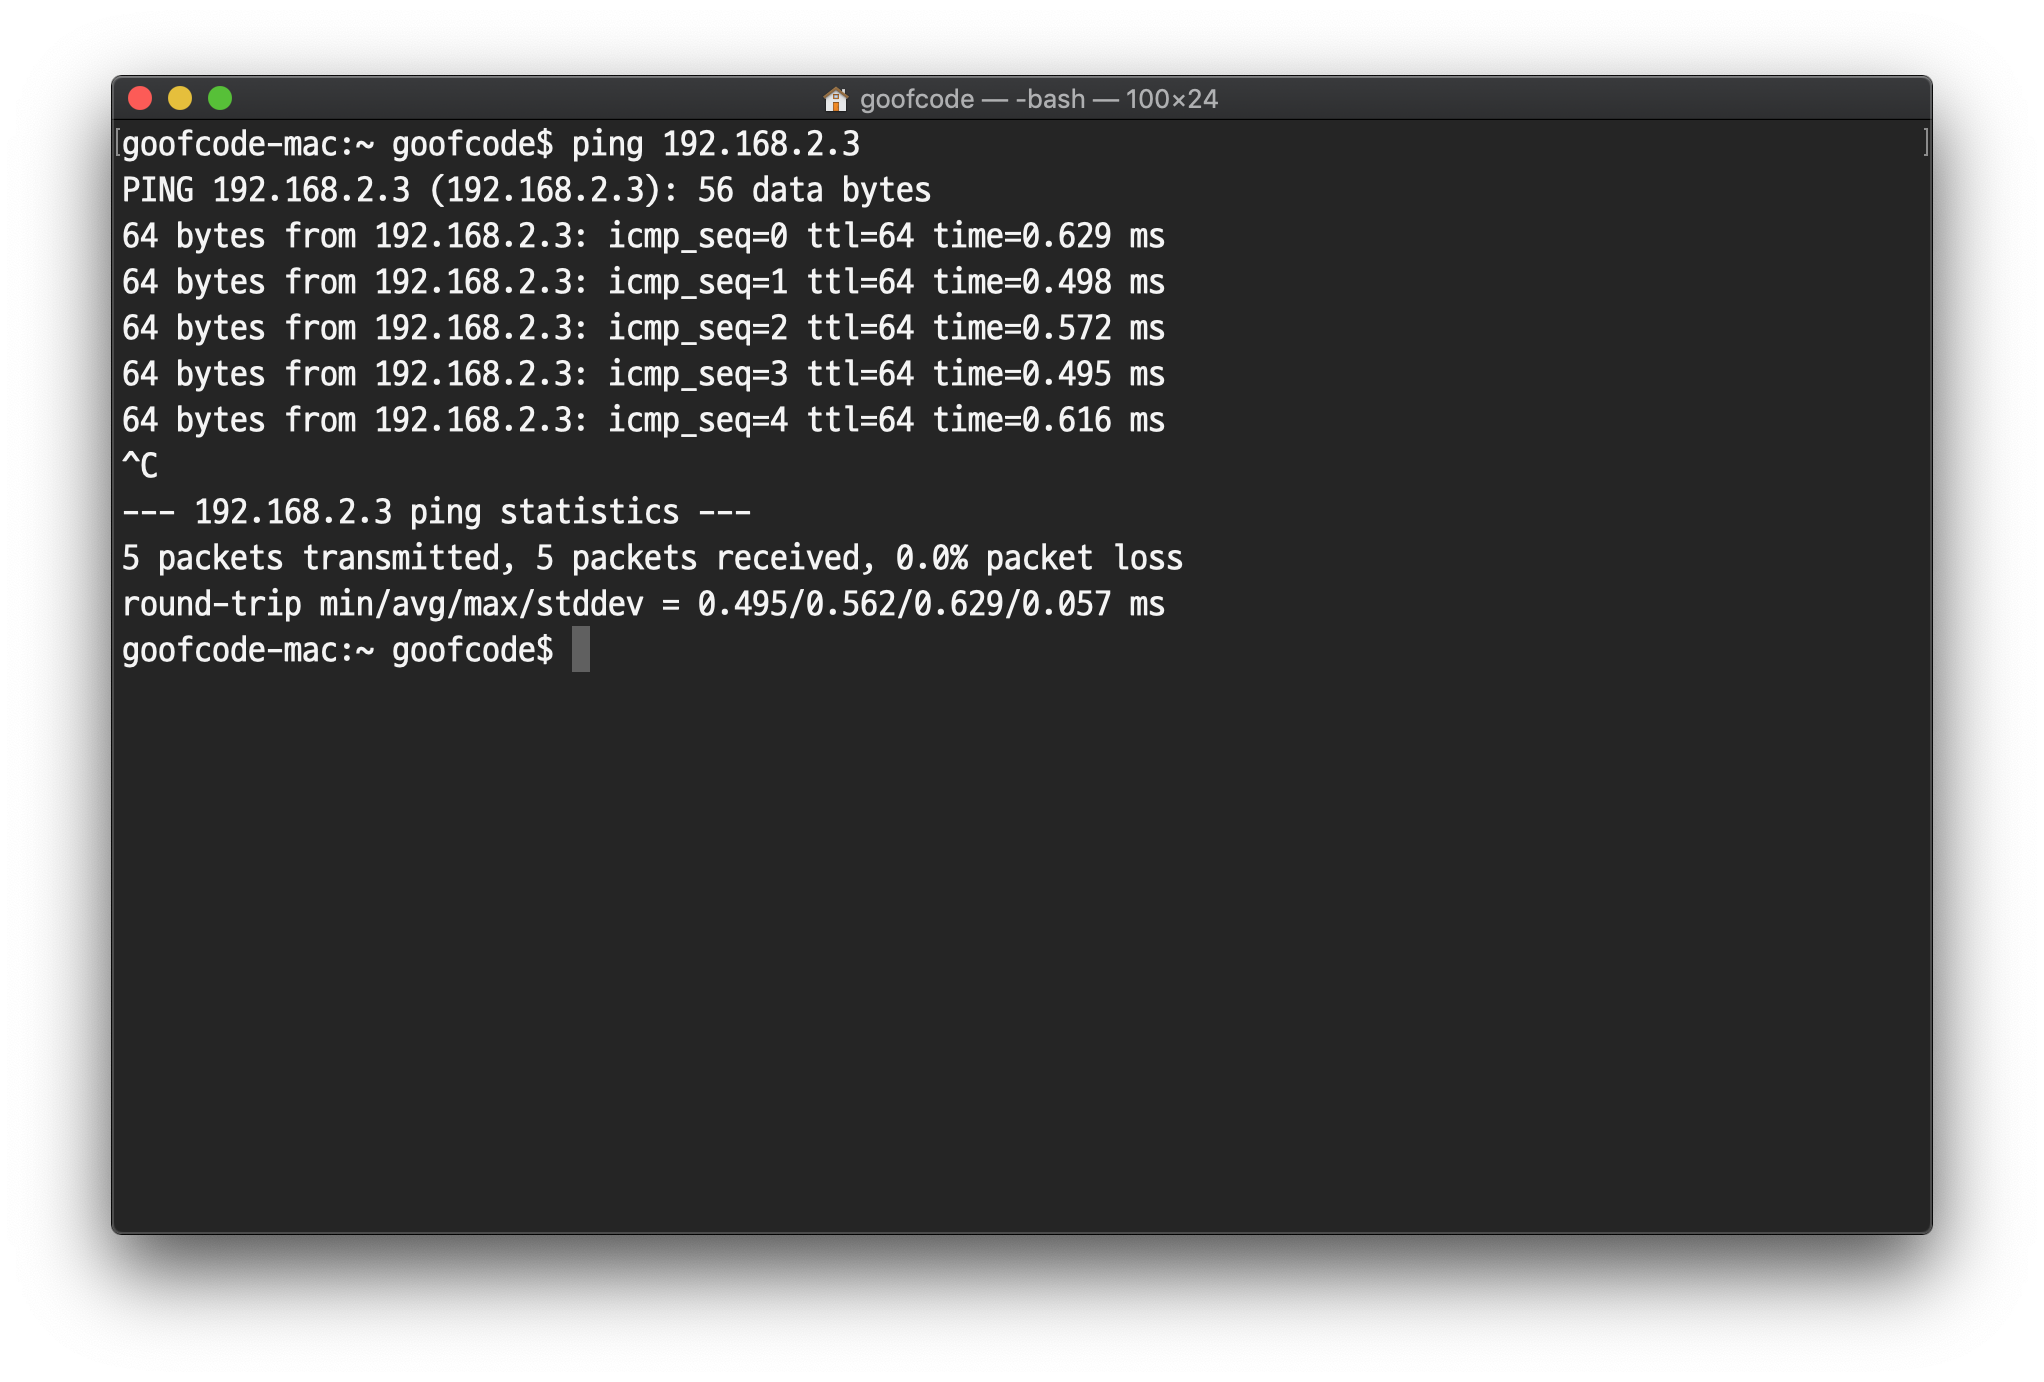 goofcode — -bash — 100×24
[goofcode-mac:~ goofcode$ ping 192.168.2.3 ]
PING 192.168.2.3 (192.168.2.3): 56 data bytes
64 bytes from 192.168.2.3: icmp_seq=0 ttl=64 time=0.629 ms
64 bytes from 192.168.2.3: icmp_seq=1 ttl=64 time=0.498 ms
64 bytes from 192.168.2.3: icmp_seq=2 ttl=64 time=0.572 ms
64 bytes from 192.168.2.3: icmp_seq=3 ttl=64 time=0.495 ms
64 bytes from 192.168.2.3: icmp_seq=4 ttl=64 time=0.616 ms
^C
--- 192.168.2.3 ping statistics ---
5 packets transmitted, 5 packets received, 0.0% packet loss
round-trip min/avg/max/stddev = 0.495/0.562/0.629/0.057 ms
goofcode-mac:~ goofcode$